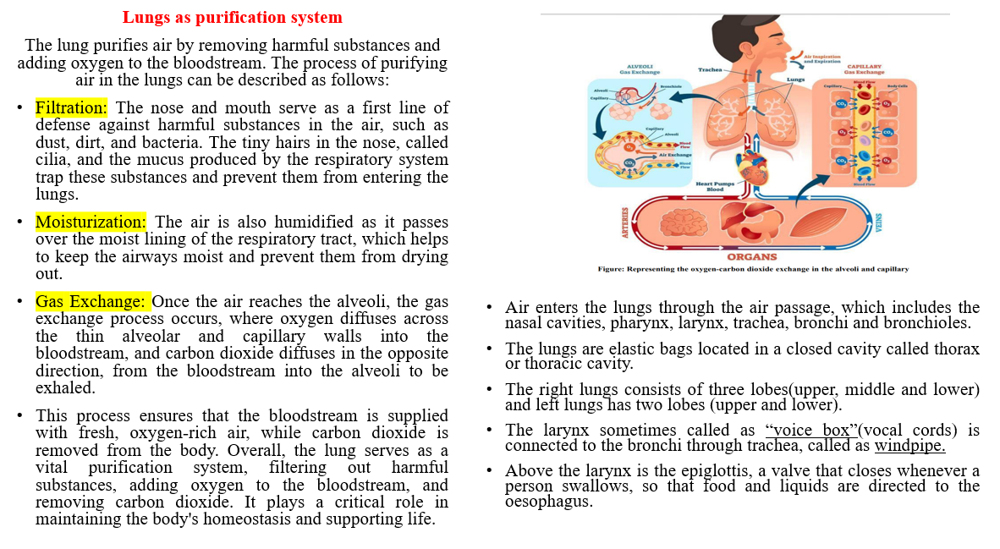 Lungs as purification system
The lung purifies air by removing harmful substances and
adding oxygen to the bloodstream. The process of purifying
air in the lungs can be described as follows:
• Filtration: The nose and mouth serve as a first line of
defense against harmful substances in the air, such as
dust, dirt, and bacteria. The tiny hairs in the nose, called
cilia, and the mucus produced by the respiratory system
trap these substances and prevent them from entering the
lungs.
• Moisturization: The air is also humidified as it passes
over the moist lining of the respiratory tract, which helps
to keep the airways moist and prevent them from drying
out.
• Gas Exchange: Once the air reaches the alveoli, the gas
exchange process occurs, where oxygen diffuses across
the thin alveolar and capillary walls into the
bloodstream, and carbon dioxide diffuses in the opposite
direction, from the bloodstream into the alveoli to be
exhaled.
• This process ensures that the bloodstream is supplied
with fresh, oxygen-rich air, while carbon dioxide is
removed from the body. Overall, the lung serves as a
vital purification system, filtering out harmful
substances, adding oxygen to the bloodstream, and
removing carbon dioxide. It plays a critical role in
maintaining the body's homeostasis and supporting life.
Air Inspiration
and Expiration
ALVEOLI
Gas Exchange
Trachea
Lungs
CAPILLARY
Gas Exchange
Alveoli
Bronchiole
Capillary
Capillary
Alveoli
O2
CO2
Blood
Flow
Air Exchange
Blood
Flow
Blood Flow
Capillary
Body Cells
CO2
O2
O2
CO2
CO2
O2
Blood Flow
Heart Pumps
Blood
ARTERIES
VEINS
ORGANS
Figure: Representing the oxygen-carbon dioxide exchange in the alveoli and capillary
• Air enters the lungs through the air passage, which includes the
nasal cavities, pharynx, larynx, trachea, bronchi and bronchioles.
• The lungs are elastic bags located in a closed cavity called thorax
or thoracic cavity.
• The right lungs consists of three lobes(upper, middle and lower)
and left lungs has two lobes (upper and lower).
• The larynx sometimes called as “voice box”(vocal cords) is
connected to the bronchi through trachea, called as windpipe.
• Above the larynx is the epiglottis, a valve that closes whenever a
person swallows, so that food and liquids are directed to the
oesophagus.